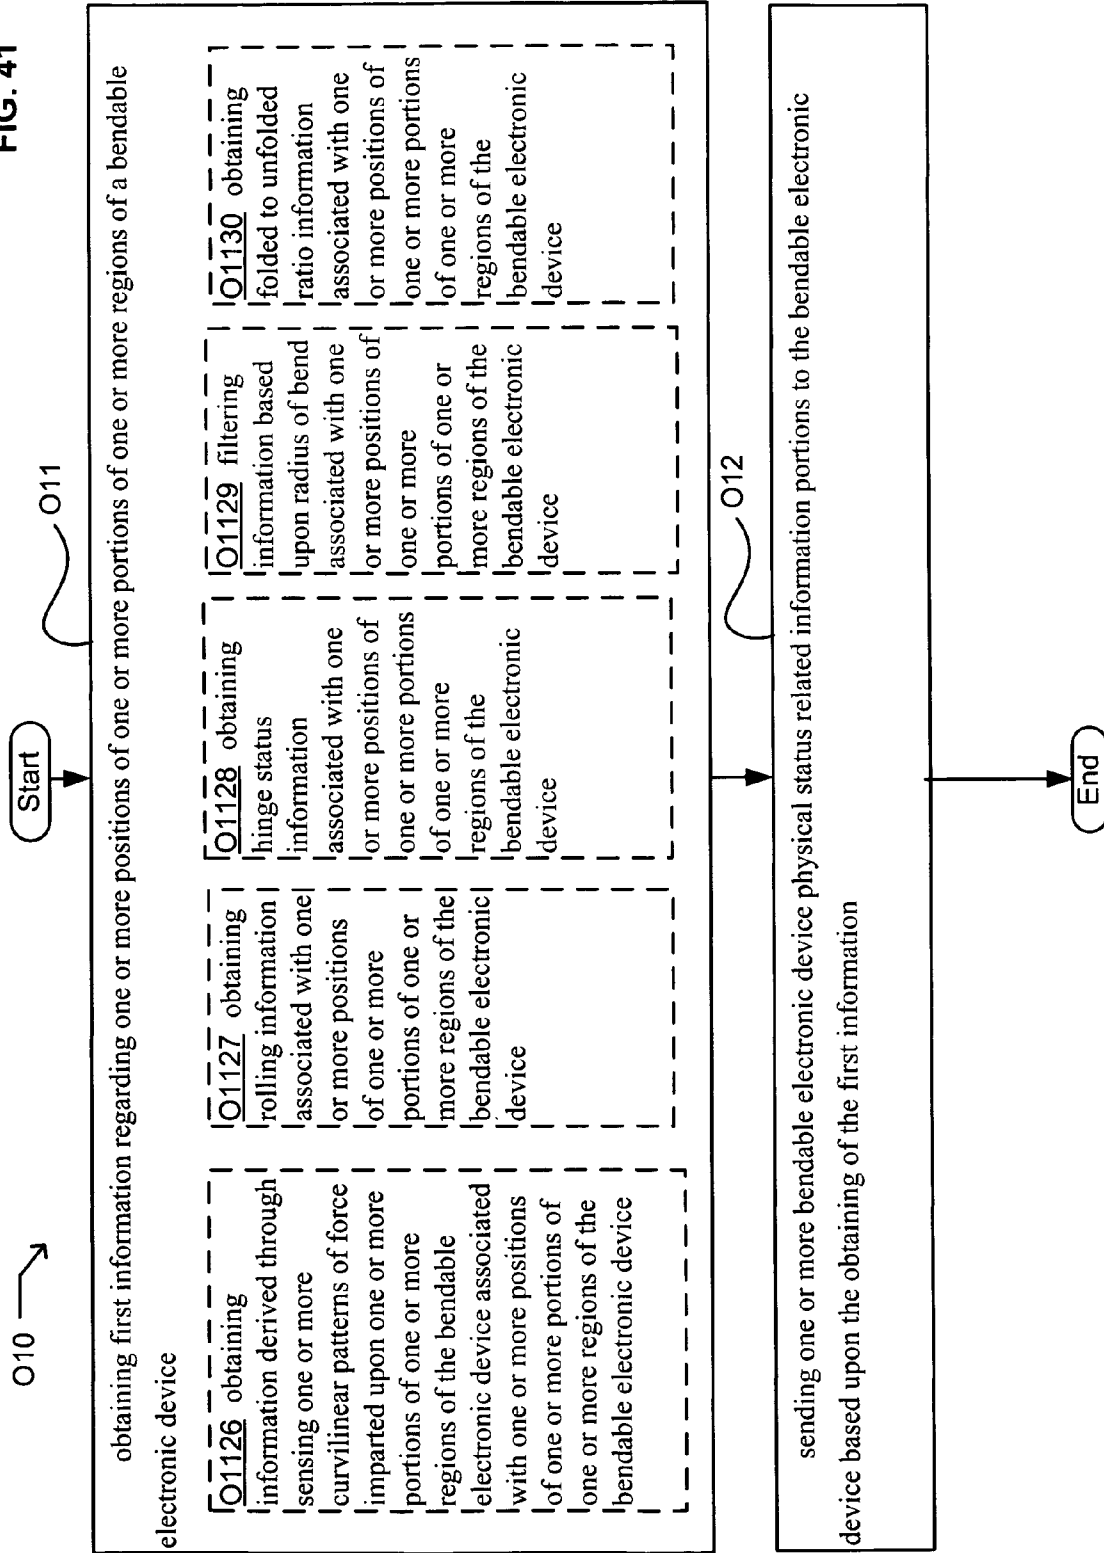 FIG. 41
O10
Start
O11
obtaining first information regarding one or more positions of one or more portions of one or more regions of a bendable
electronic device
O1126 obtaining
information derived through
sensing one or more
curvilinear patterns of force
imparted upon one or more
portions of one or more
regions of the bendable
electronic device associated
with one or more positions
of one or more portions of
one or more regions of the
bendable electronic device
O1127 obtaining
rolling information
associated with one
or more positions
of one or more
portions of one or
more regions of the
bendable electronic
device
O1128 obtaining
hinge status
information
associated with one
or more positions of
one or more portions
of one or more
regions of the
bendable electronic
device
O1129 filtering
information based
upon radius of bend
associated with one
or more positions of
one or more
portions of one or
more regions of the
bendable electronic
device
O1130 obtaining
folded to unfolded
ratio information
associated with one
or more positions of
one or more portions
of one or more
regions of the
bendable electronic
device
O12
sending one or more bendable electronic device physical status related information portions to the bendable electronic
device based upon the obtaining of the first information
End